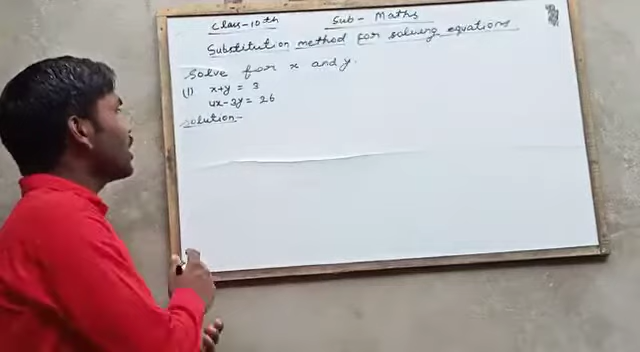 Class-10th Sub- Maths
Substitution method for solving equations
Solve for x and y.
(1) x+y = 3
4x-3y = 26
Solution-